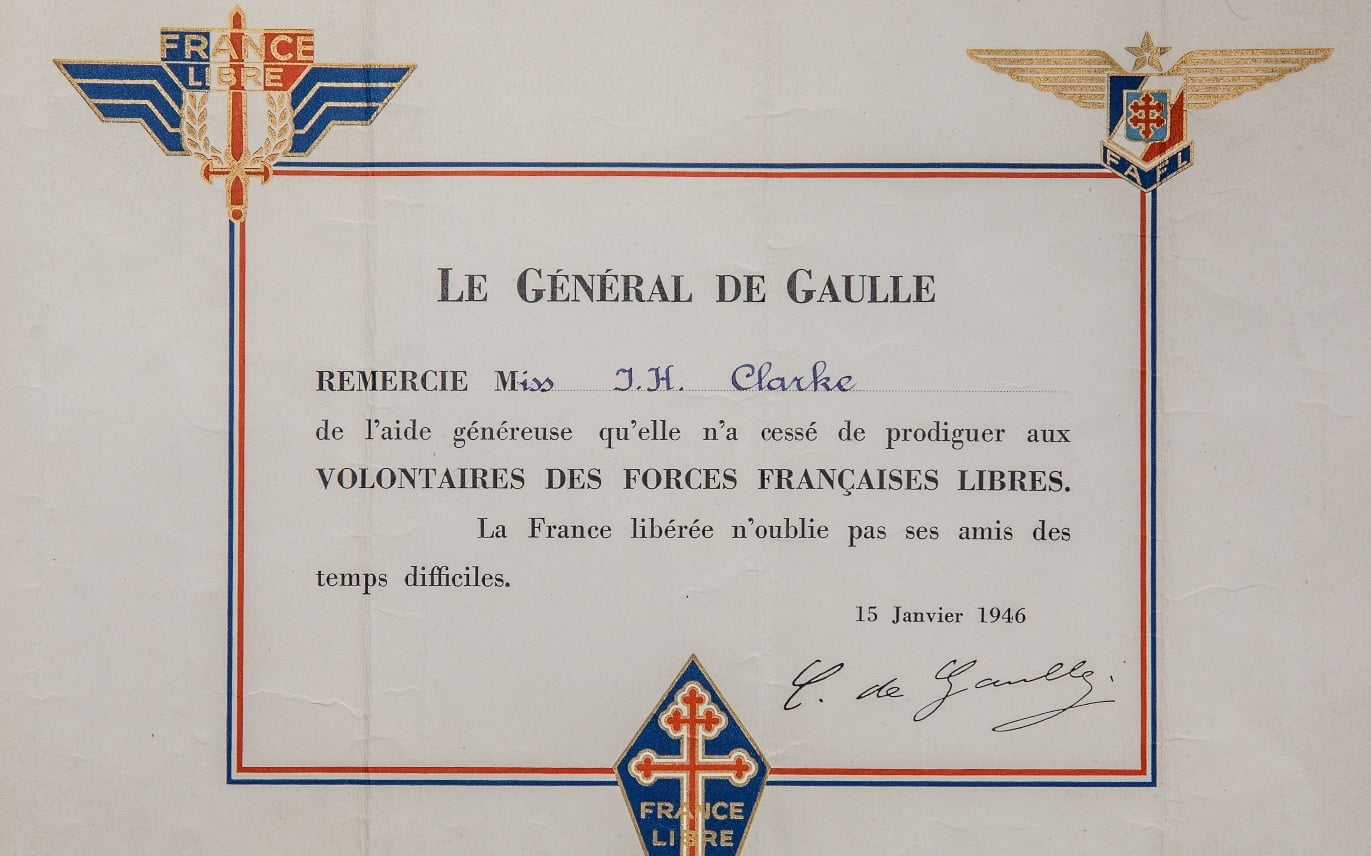 FRANCE
LIBRE
FAFL
LE GÉNÉRAL DE GAULLE
REMERCIE Miss J.H. Clarke
de l'aide généreuse qu'elle n'a cessé de prodiguer aux
VOLONTAIRES DES FORCES FRANÇAISES LIBRES.
La France libérée n'oublie pas ses amis des
temps difficiles.
15 Janvier 1946
C. de Gaulle.
FRANCE
LIBRE